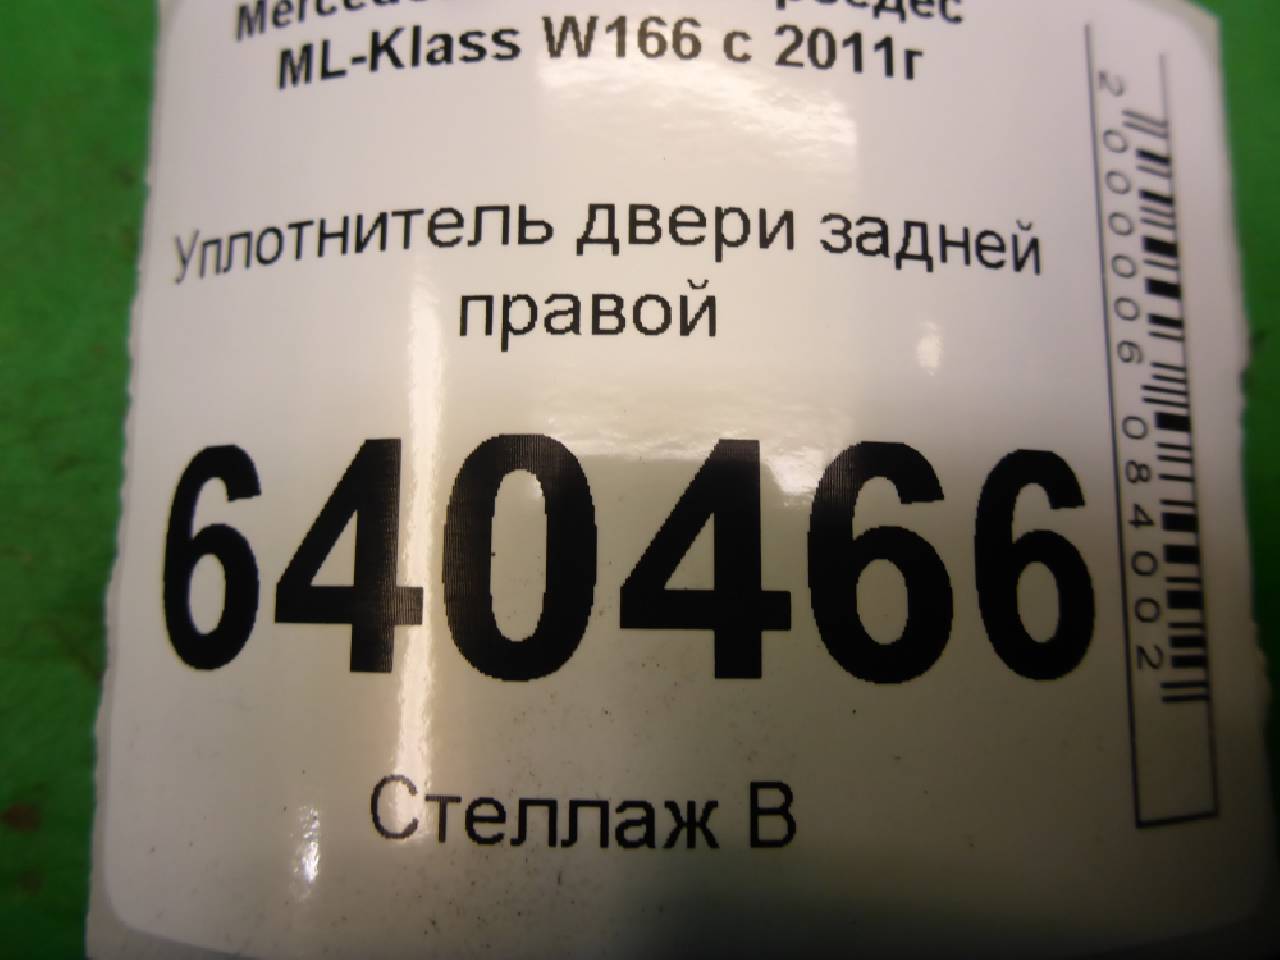 ML-Klass W166 с 2011г
Уплотнитель двери задней
правой
640466
Стеллаж В
2000006084002